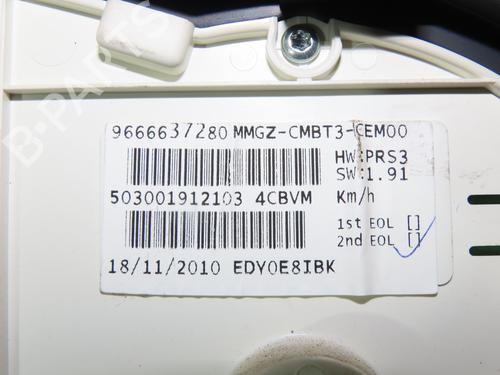 9666637280 MMGZ-CMBT3-CEM00
HW:PRS3
SW:1.91
503001912103 4CBVM Km/h
1st EOL []
2nd EOL []
18/11/2010 EDY0E8IBK
B-PARTS